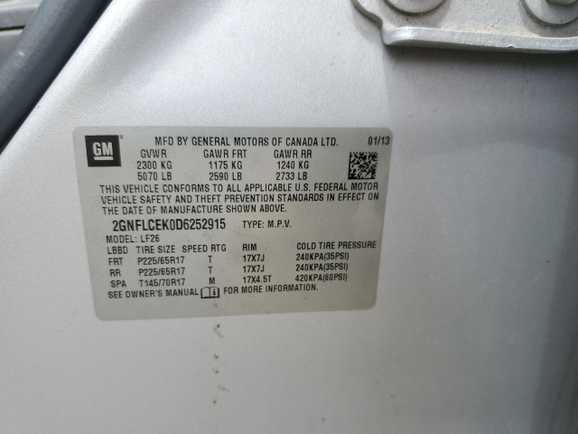 GM
MFD BY GENERAL MOTORS OF CANADA LTD. 01/13
GVWR GAWR FRT GAWR RR
2300 KG 1175 KG 1240 KG
5070 LB 2590 LB 2733 LB
THIS VEHICLE CONFORMS TO ALL APPLICABLE U.S. FEDERAL MOTOR
VEHICLE SAFETY AND THEFT PREVENTION STANDARDS IN EFFECT ON
THE DATE OF MANUFACTURE SHOWN ABOVE.
2GNFLCEK0D6252915 TYPE: M.P.V.
MODEL: LF26
LBBD TIRE SIZE SPEED RTG RIM COLD TIRE PRESSURE
FRT P225/65R17 T 17X7J 240KPA(35PSI)
RR P225/65R17 T 17X7J 240KPA(35PSI)
SPA T145/70R17 M 17X4.5T 420KPA(60PSI)
SEE OWNER'S MANUAL FOR MORE INFORMATION.